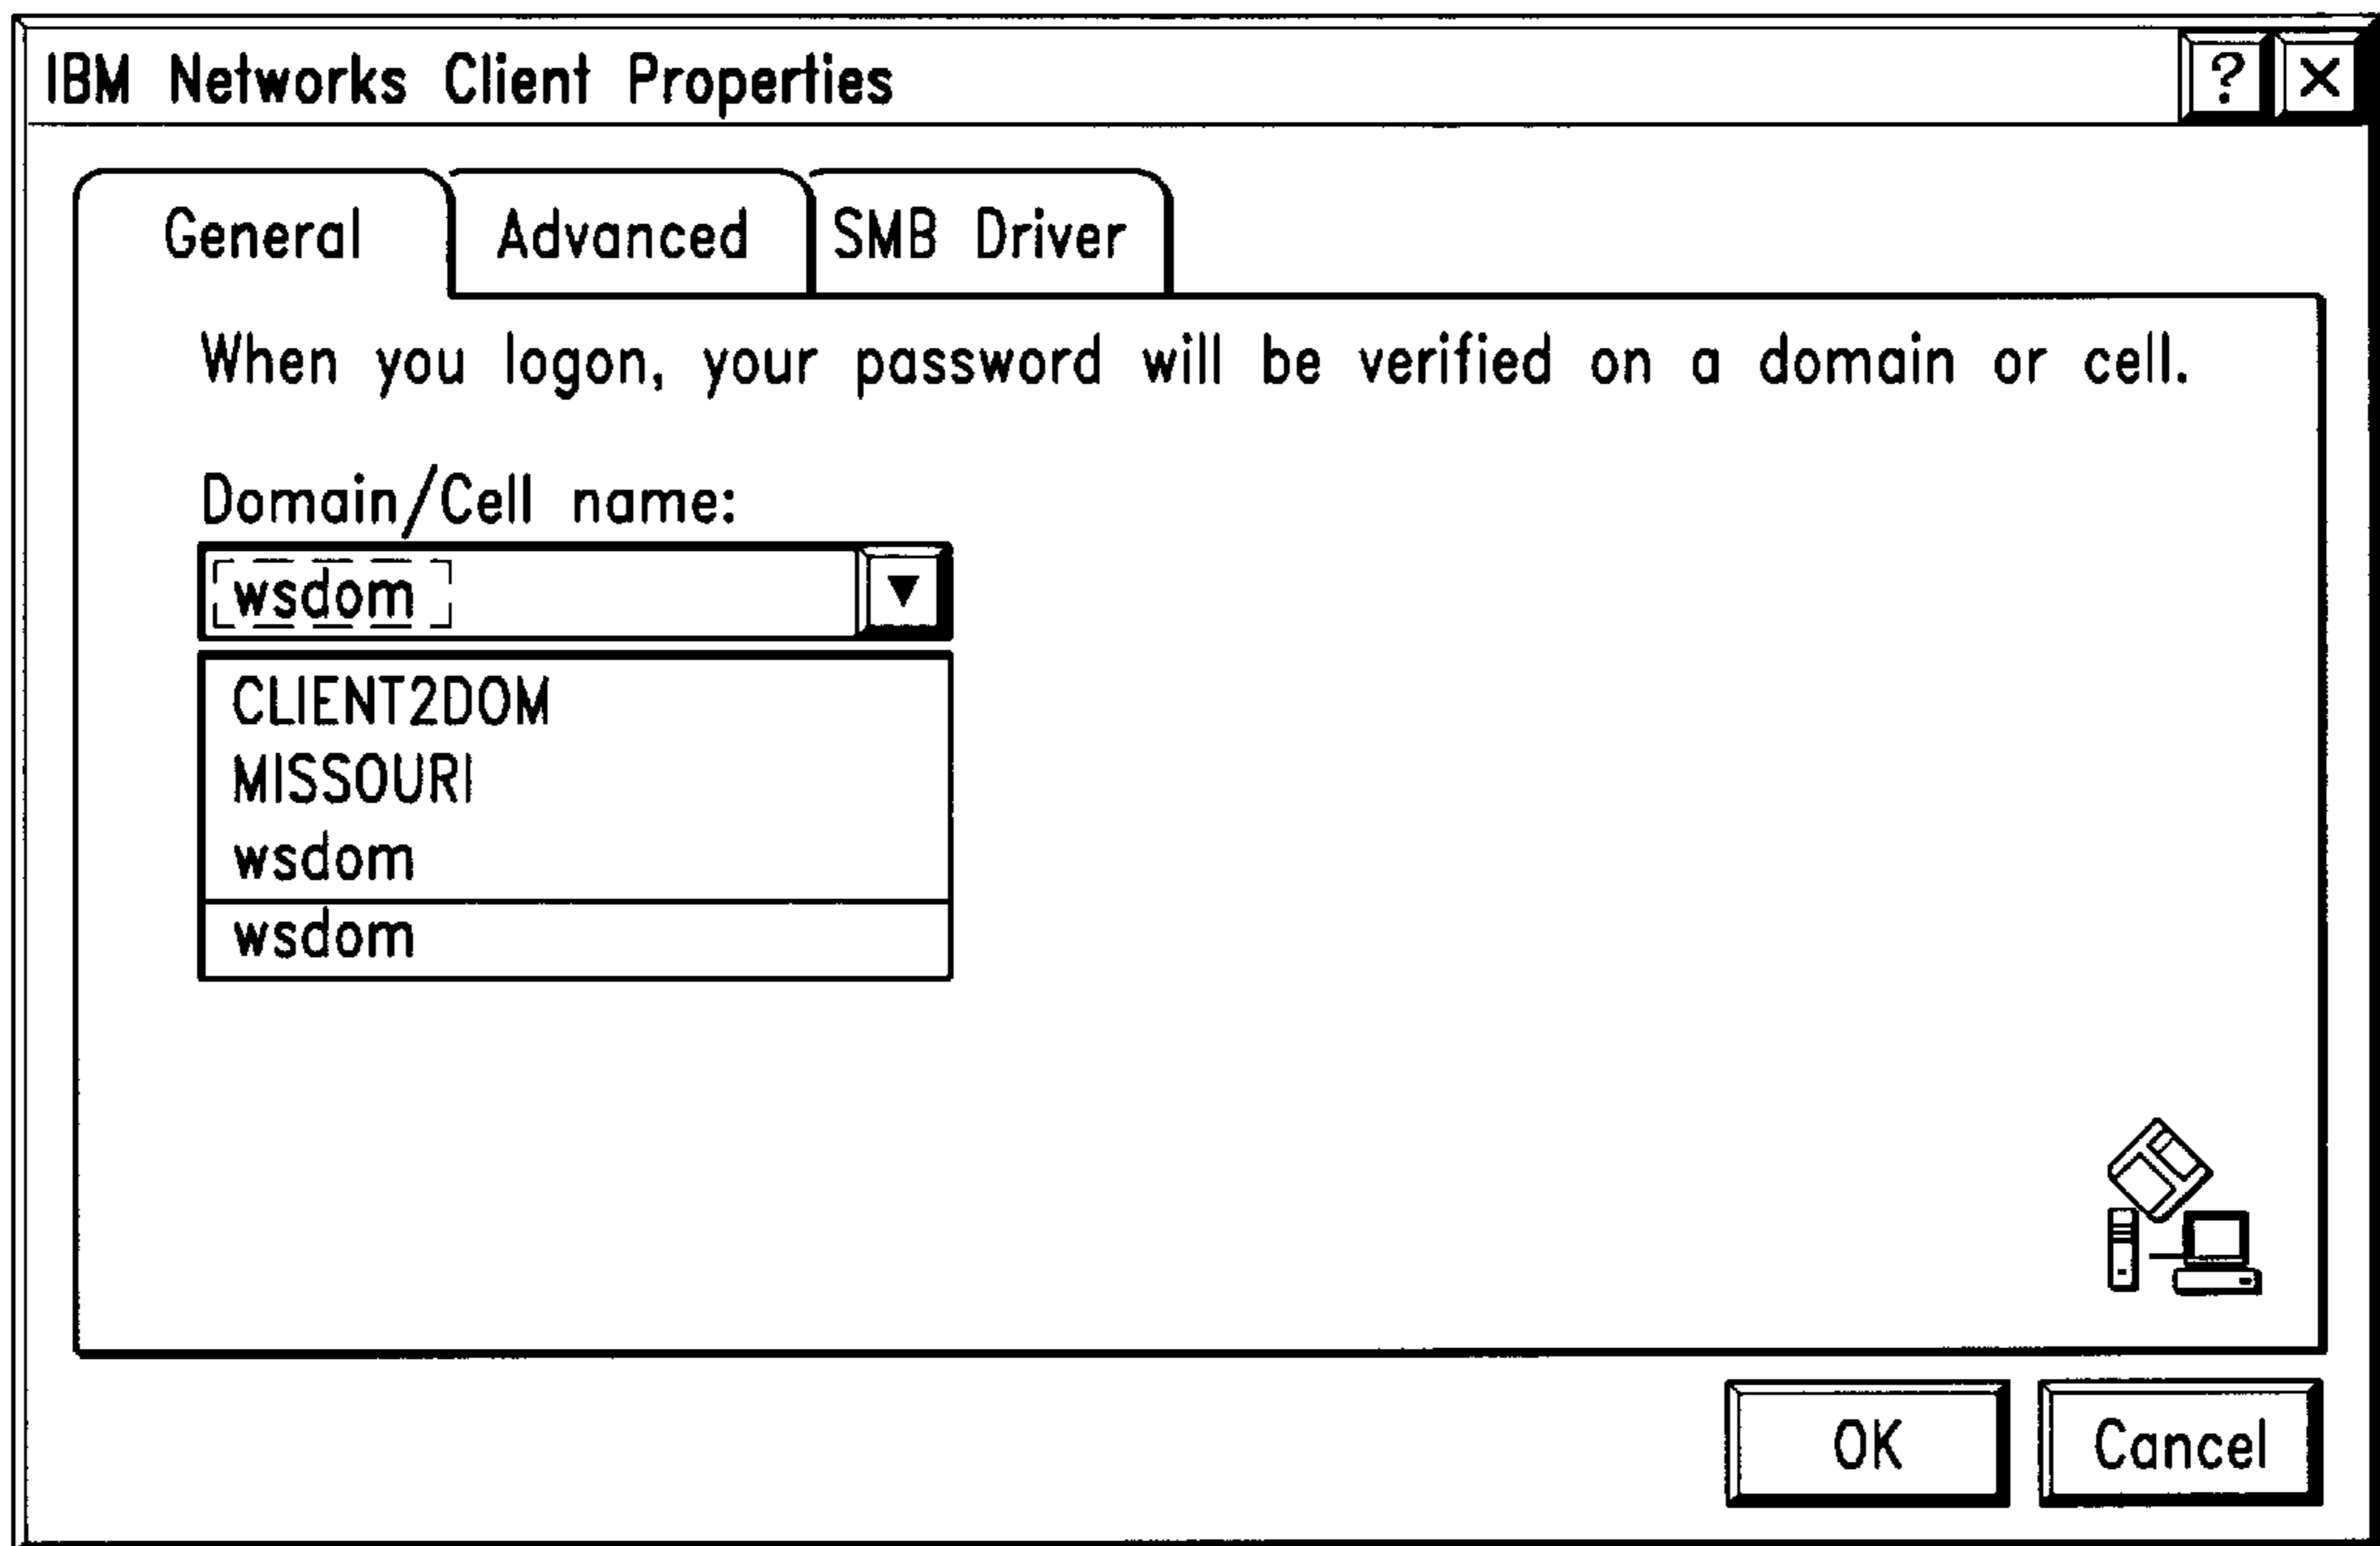 IBM Networks Client Properties ? X
General Advanced SMB Driver
When you logon, your password will be verified on a domain or cell.
Domain/Cell name:
wsdom
CLIENT2DOM
MISSOURI
wsdom
wsdom
OK Cancel